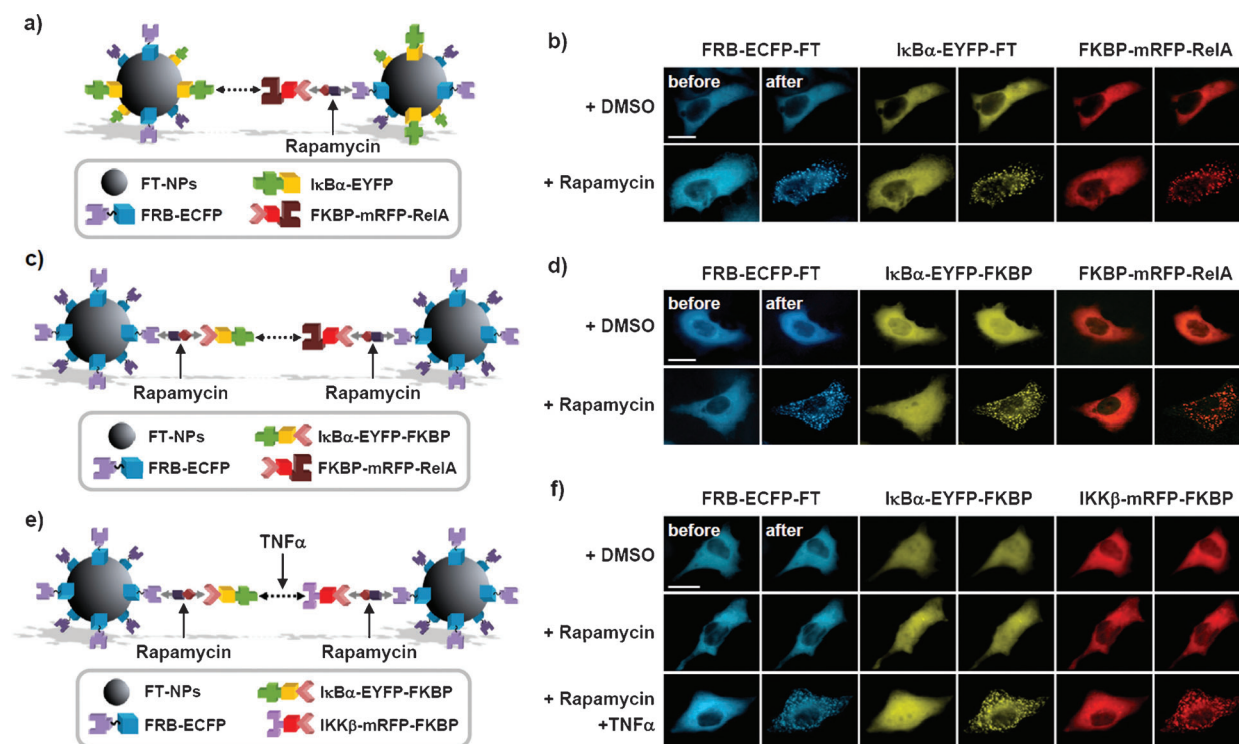 a)
Rapamycin
FT-NPs
IκBα-EYFP
FRB-ECFP
FKBP-mRFP-RelA
b)
FRB-ECFP-FT
IκBα-EYFP-FT
FKBP-mRFP-RelA
before
after
+ DMSO
+ Rapamycin
c)
Rapamycin
Rapamycin
FT-NPs
IκBα-EYFP-FKBP
FRB-ECFP
FKBP-mRFP-RelA
d)
FRB-ECFP-FT
IκBα-EYFP-FKBP
FKBP-mRFP-RelA
before
after
+ DMSO
+ Rapamycin
e)
TNFα
Rapamycin
Rapamycin
FT-NPs
IκBα-EYFP-FKBP
FRB-ECFP
IKKβ-mRFP-FKBP
f)
FRB-ECFP-FT
IκBα-EYFP-FKBP
IKKβ-mRFP-FKBP
before
after
+ DMSO
+ Rapamycin
+ Rapamycin
+TNFα